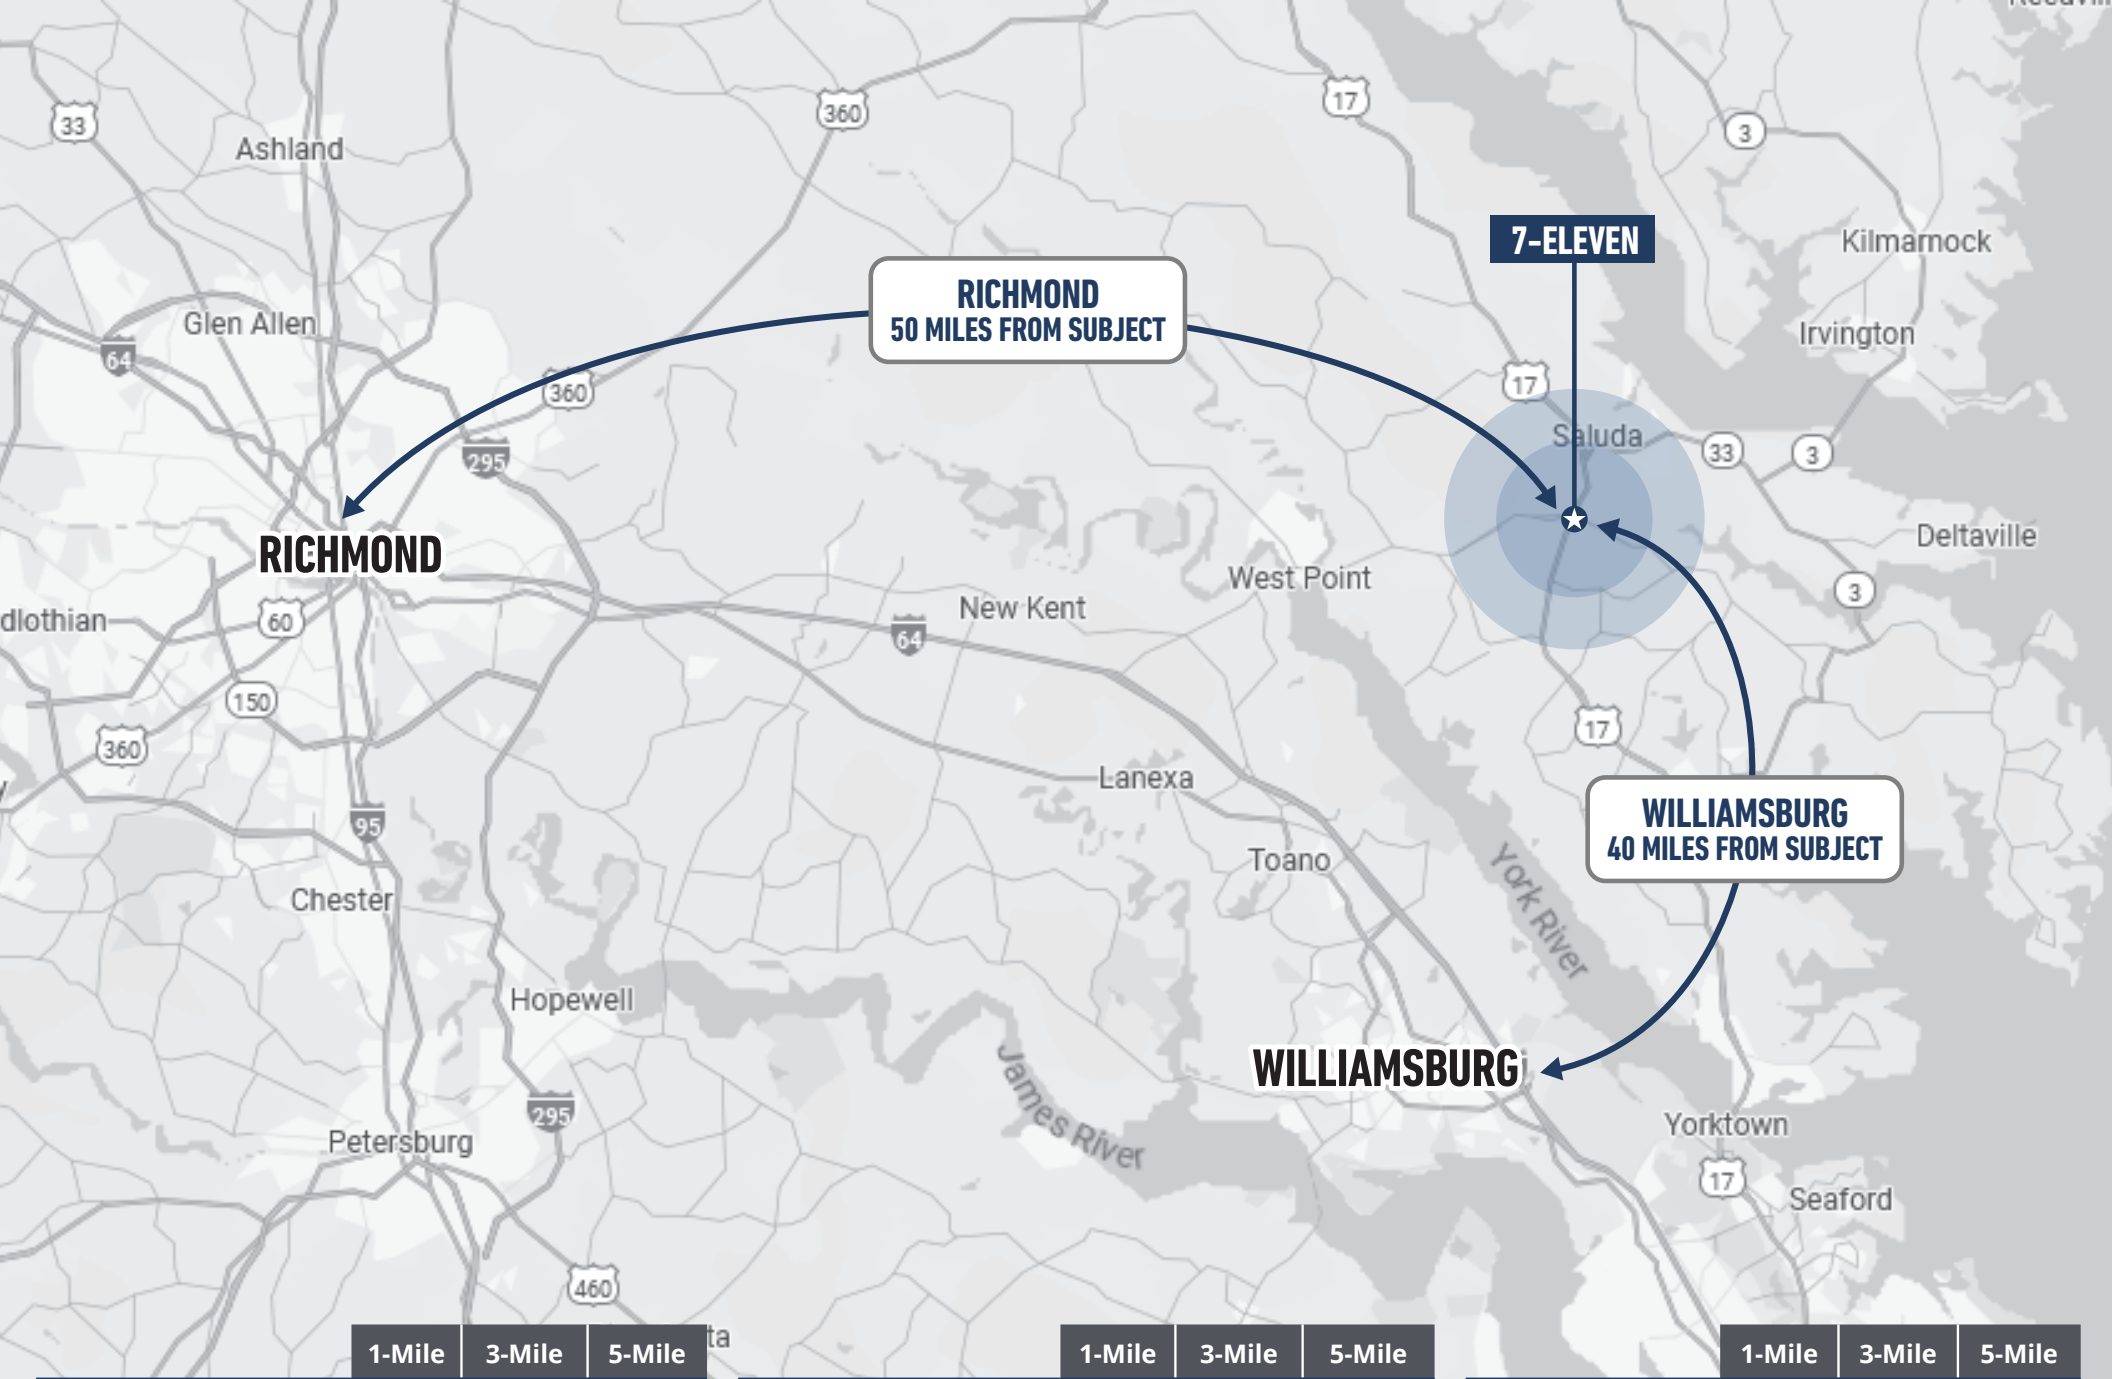 33
Ashland
360
17
3
7-ELEVEN
Kilmarnock
RICHMOND
50 MILES FROM SUBJECT
Glen Allen
64
Irvington
360
17
Saluda
295
33
3
RICHMOND
West Point
Deltaville
New Kent
3
dlothian
60
64
150
17
360
Lanexa
WILLIAMSBURG
40 MILES FROM SUBJECT
95
Toano
Chester
York River
Hopewell
WILLIAMSBURG
James River
295
Petersburg
Yorktown
17
Seaford
460
ta
1-Mile 3-Mile 5-Mile
1-Mile 3-Mile 5-Mile
1-Mile 3-Mile 5-Mile